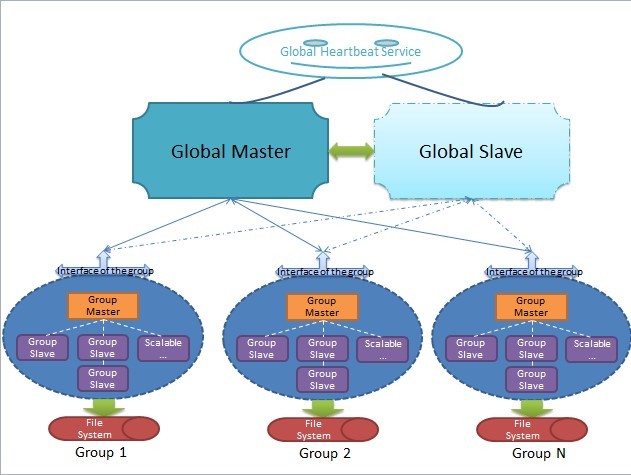 Global Heartbeat Service
Global Master
Global Slave
Interface of the group
Interface of the group
Interface of the group
Group
Master
Group
Slave
Group
Slave
Scalable
...
Group
Slave
Group
Master
Group
Slave
Group
Slave
Scalable
...
Group
Slave
Group
Master
Group
Slave
Group
Slave
Scalable
...
Group
Slave
File
System
File
System
File
System
Group 1
Group 2
Group N